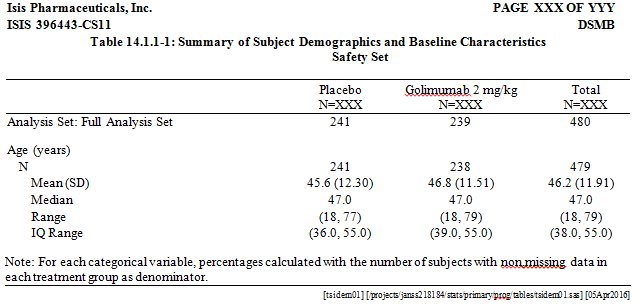 Isis Pharmaceuticals, Inc. PAGE XXX OF YYY
ISIS 396443-CS11 DSMB
Table 14.1.1-1: Summary of Subject Demographics and Baseline Characteristics
Safety Set
Placebo Golimumab 2 mg/kg Total
N=XXX N=XXX N=XXX
Analysis Set: Full Analysis Set 241 239 480
Age (years)
N 241 238 479
Mean (SD) 45.6 (12.30) 46.8 (11.51) 46.2 (11.91)
Median 47.0 47.0 47.0
Range (18, 77) (18, 79) (18, 79)
IQ Range (36.0, 55.0) (39.0, 55.0) (38.0, 55.0)
Note: For each categorical variable, percentages calculated with the number of subjects with non missing data in
each treatment group as denominator.
[tsidem01] [/projects/janss218184/stats/primary/prog/tables/tsidem01.sas] [05Apr2016]